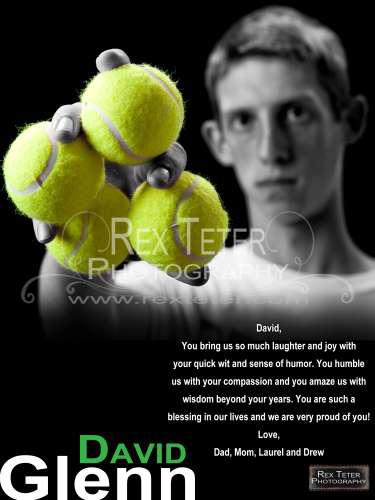 REX TETER
PHOTOGRAPHY
www.rexteter.com
David,
You bring us so much laughter and joy with
your quick wit and sense of humor. You humble
us with your compassion and you amaze us with
wisdom beyond your years. You are such a
blessing in our lives and we are very proud of you!
Love,
Dad, Mom, Laurel and Drew
DAVID
Glenn
REX TETER
PHOTOGRAPHY